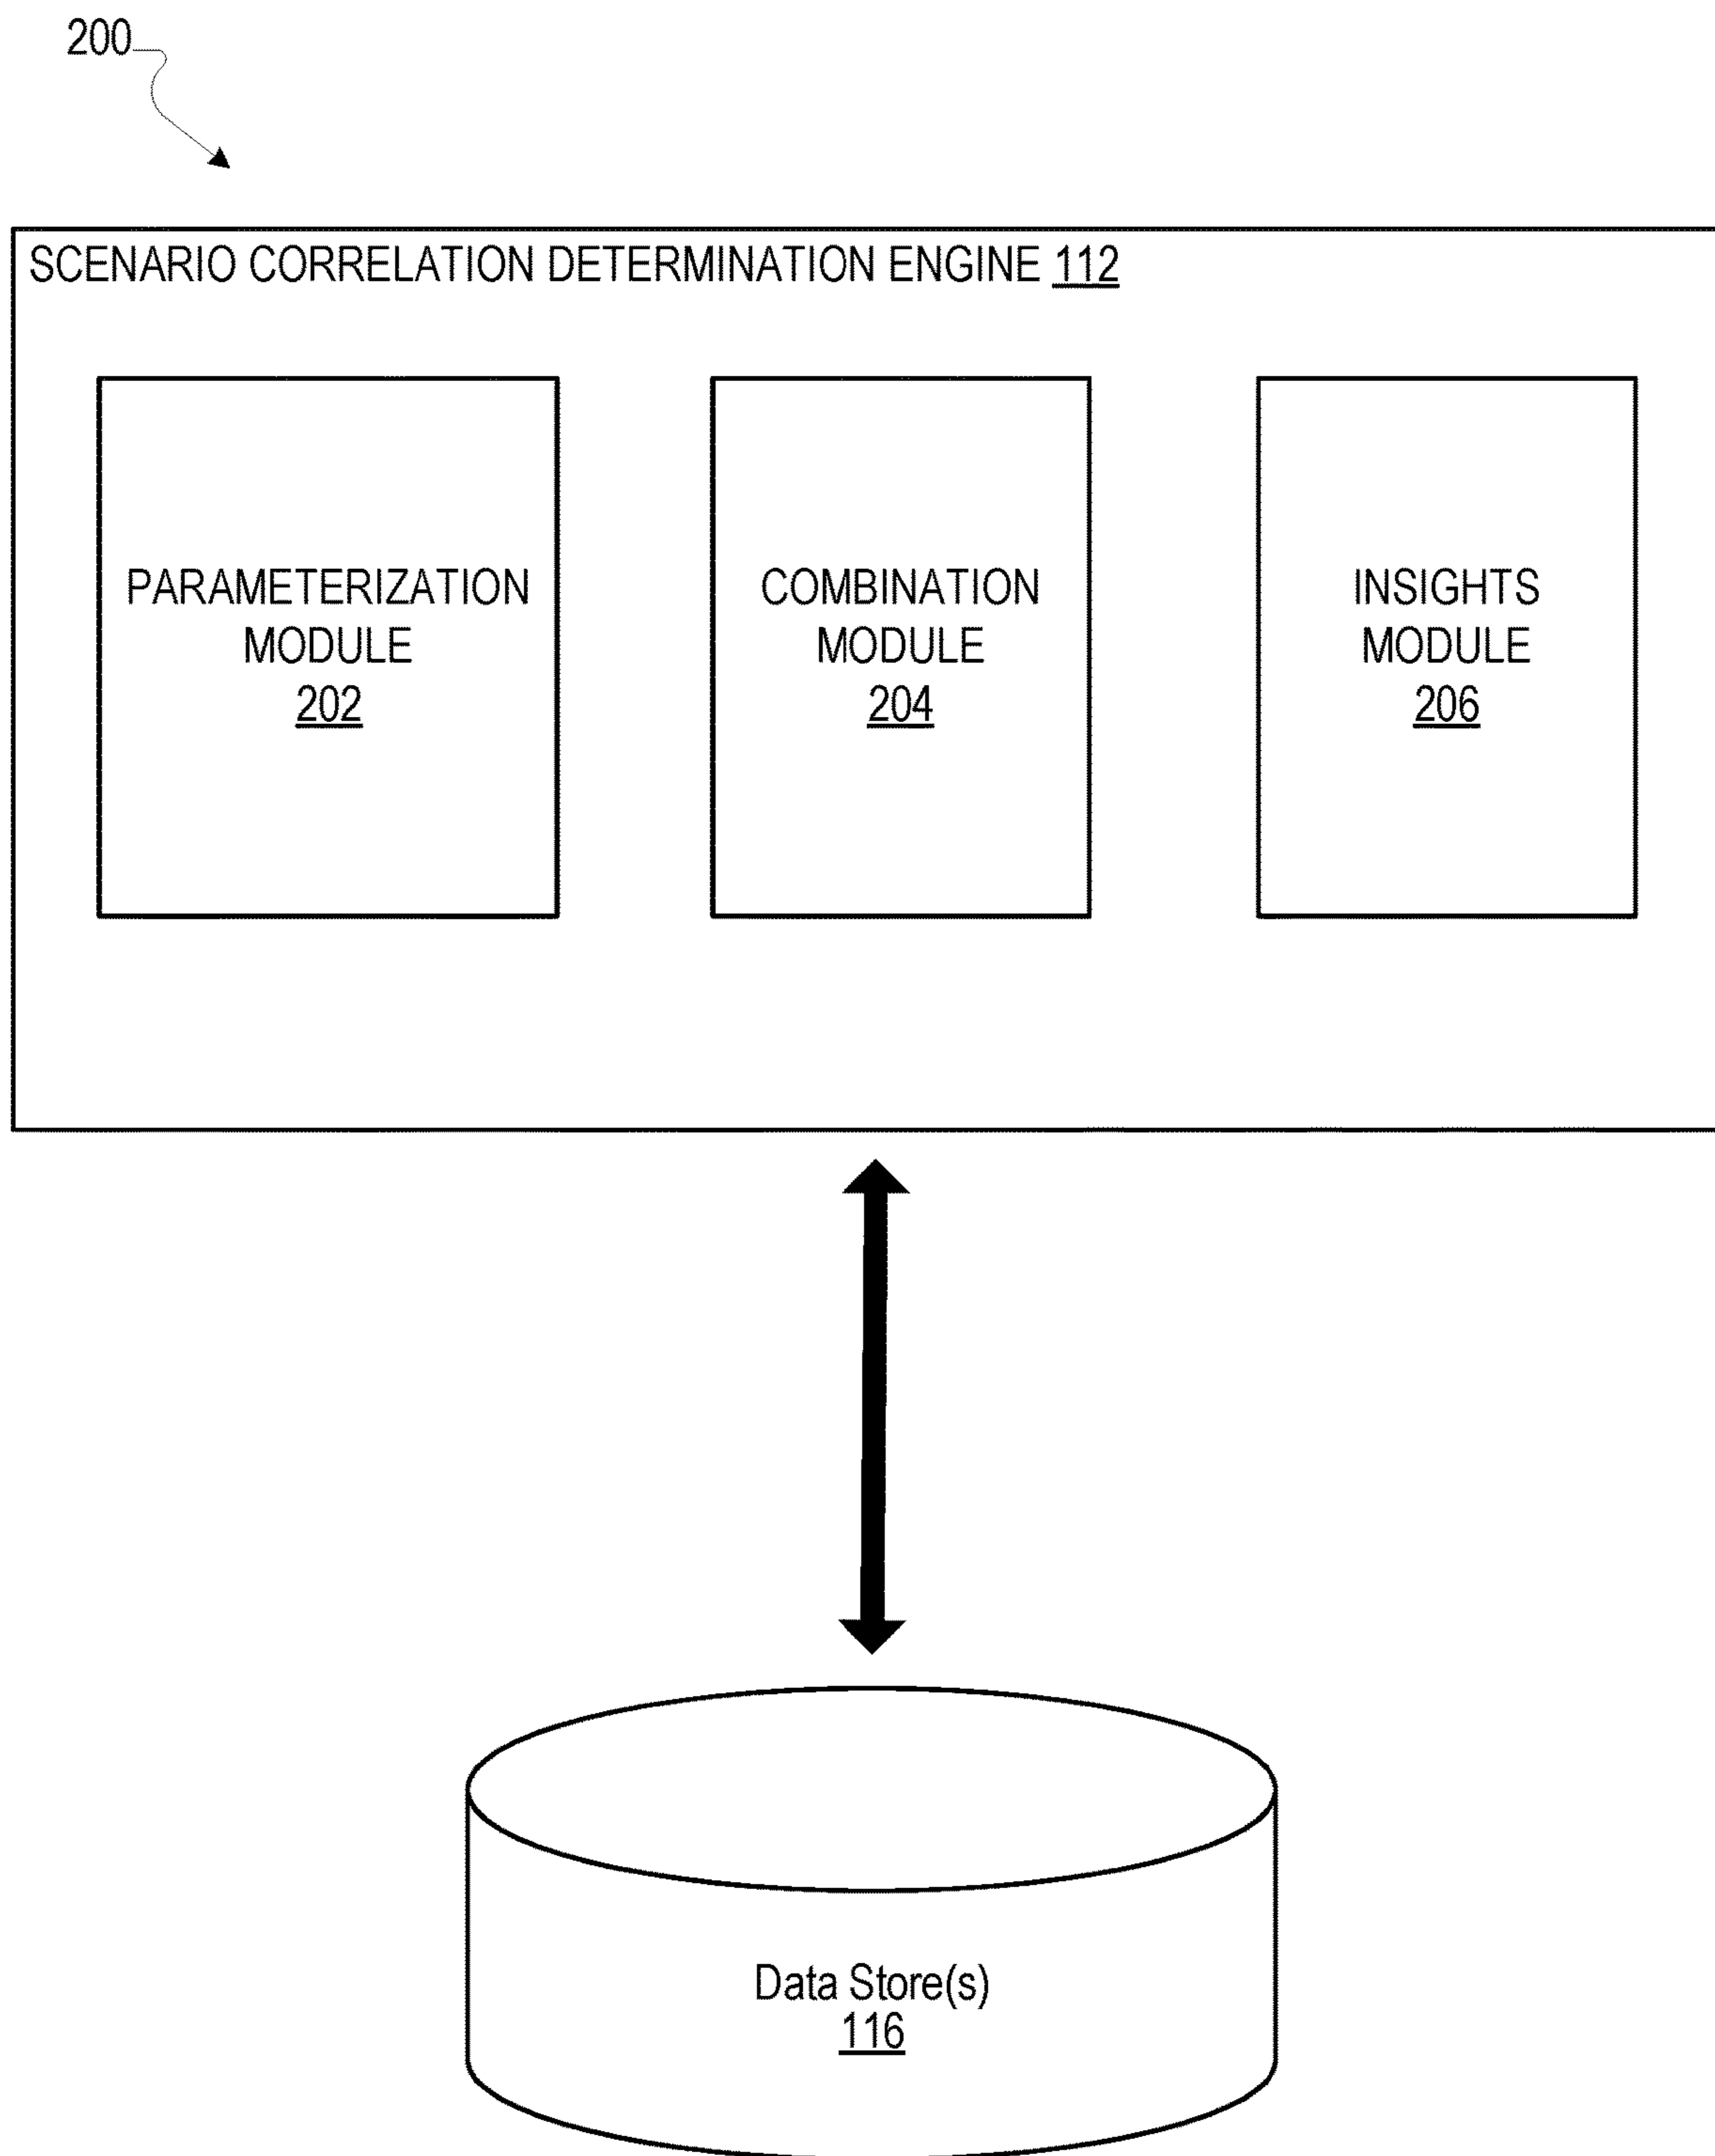 200
SCENARIO CORRELATION DETERMINATION ENGINE 112
PARAMETERIZATION
MODULE
202
COMBINATION
MODULE
204
INSIGHTS
MODULE
206
Data Store(s)
116